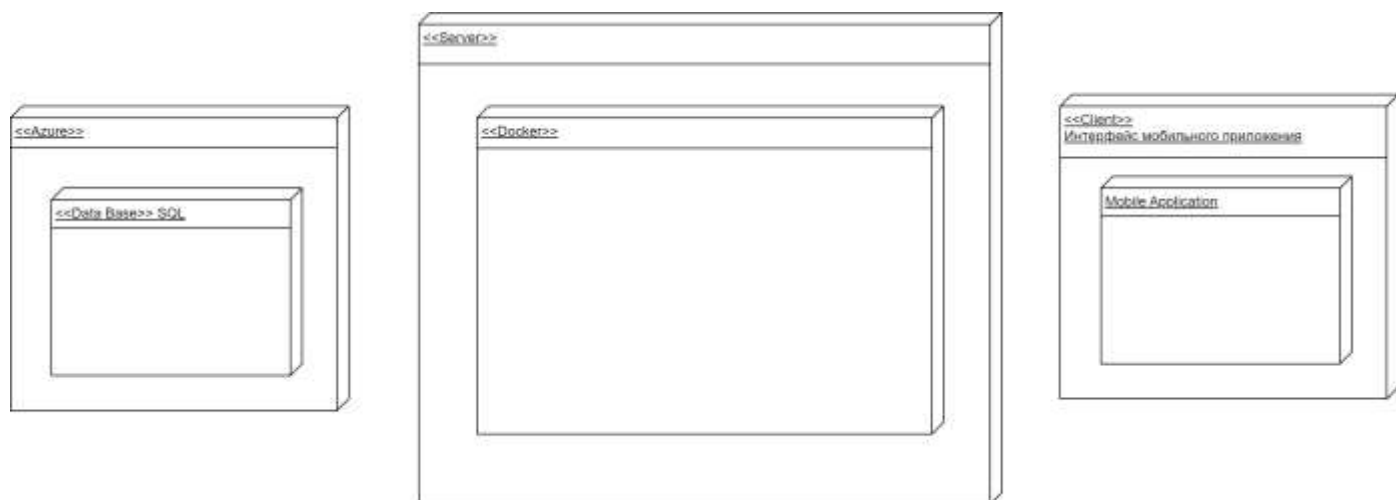 <<Azure>>
<<Data Base>> SQL
<<Server>>
<<Docker>>
<<Client>>
Интерфейс мобильного приложения
Mobile Application